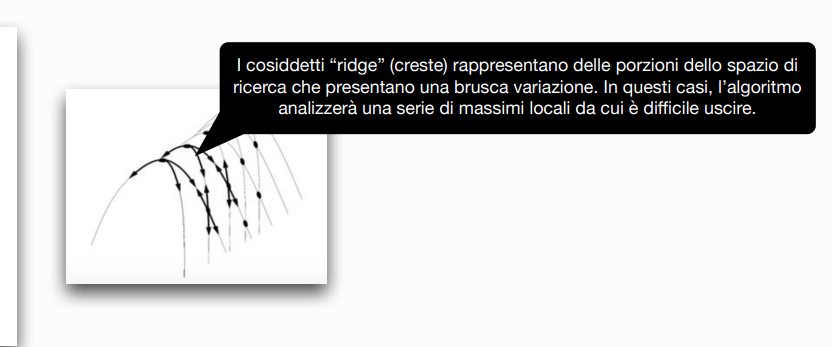 I cosiddetti “ridge” (creste) rappresentano delle porzioni dello spazio di
ricerca che presentano una brusca variazione. In questi casi, l’algoritmo
analizzerà una serie di massimi locali da cui è difficile uscire.